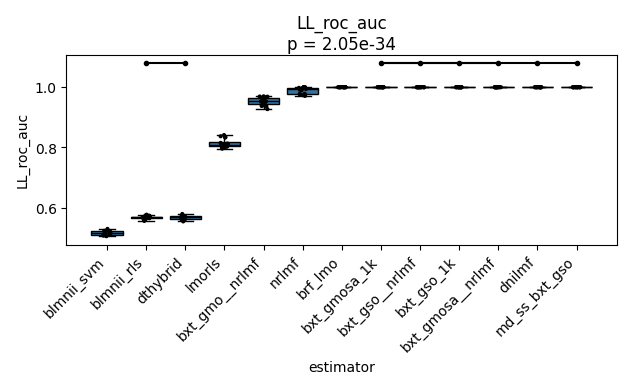 LL_roc_auc
p = 2.05e-34
LL_roc_auc
1.0
0.8
0.6
blmnii_svm
blmnii_rls
dthybrid
lmorls
bxt_gmo__nrlmf
nrlmf
brf_lmo
bxt_gmosa_1k
bxt_gso__nrlmf
bxt_gso_1k
bxt_gmosa__nrlmf
dnilmf
md_ss_bxt_gso
estimator